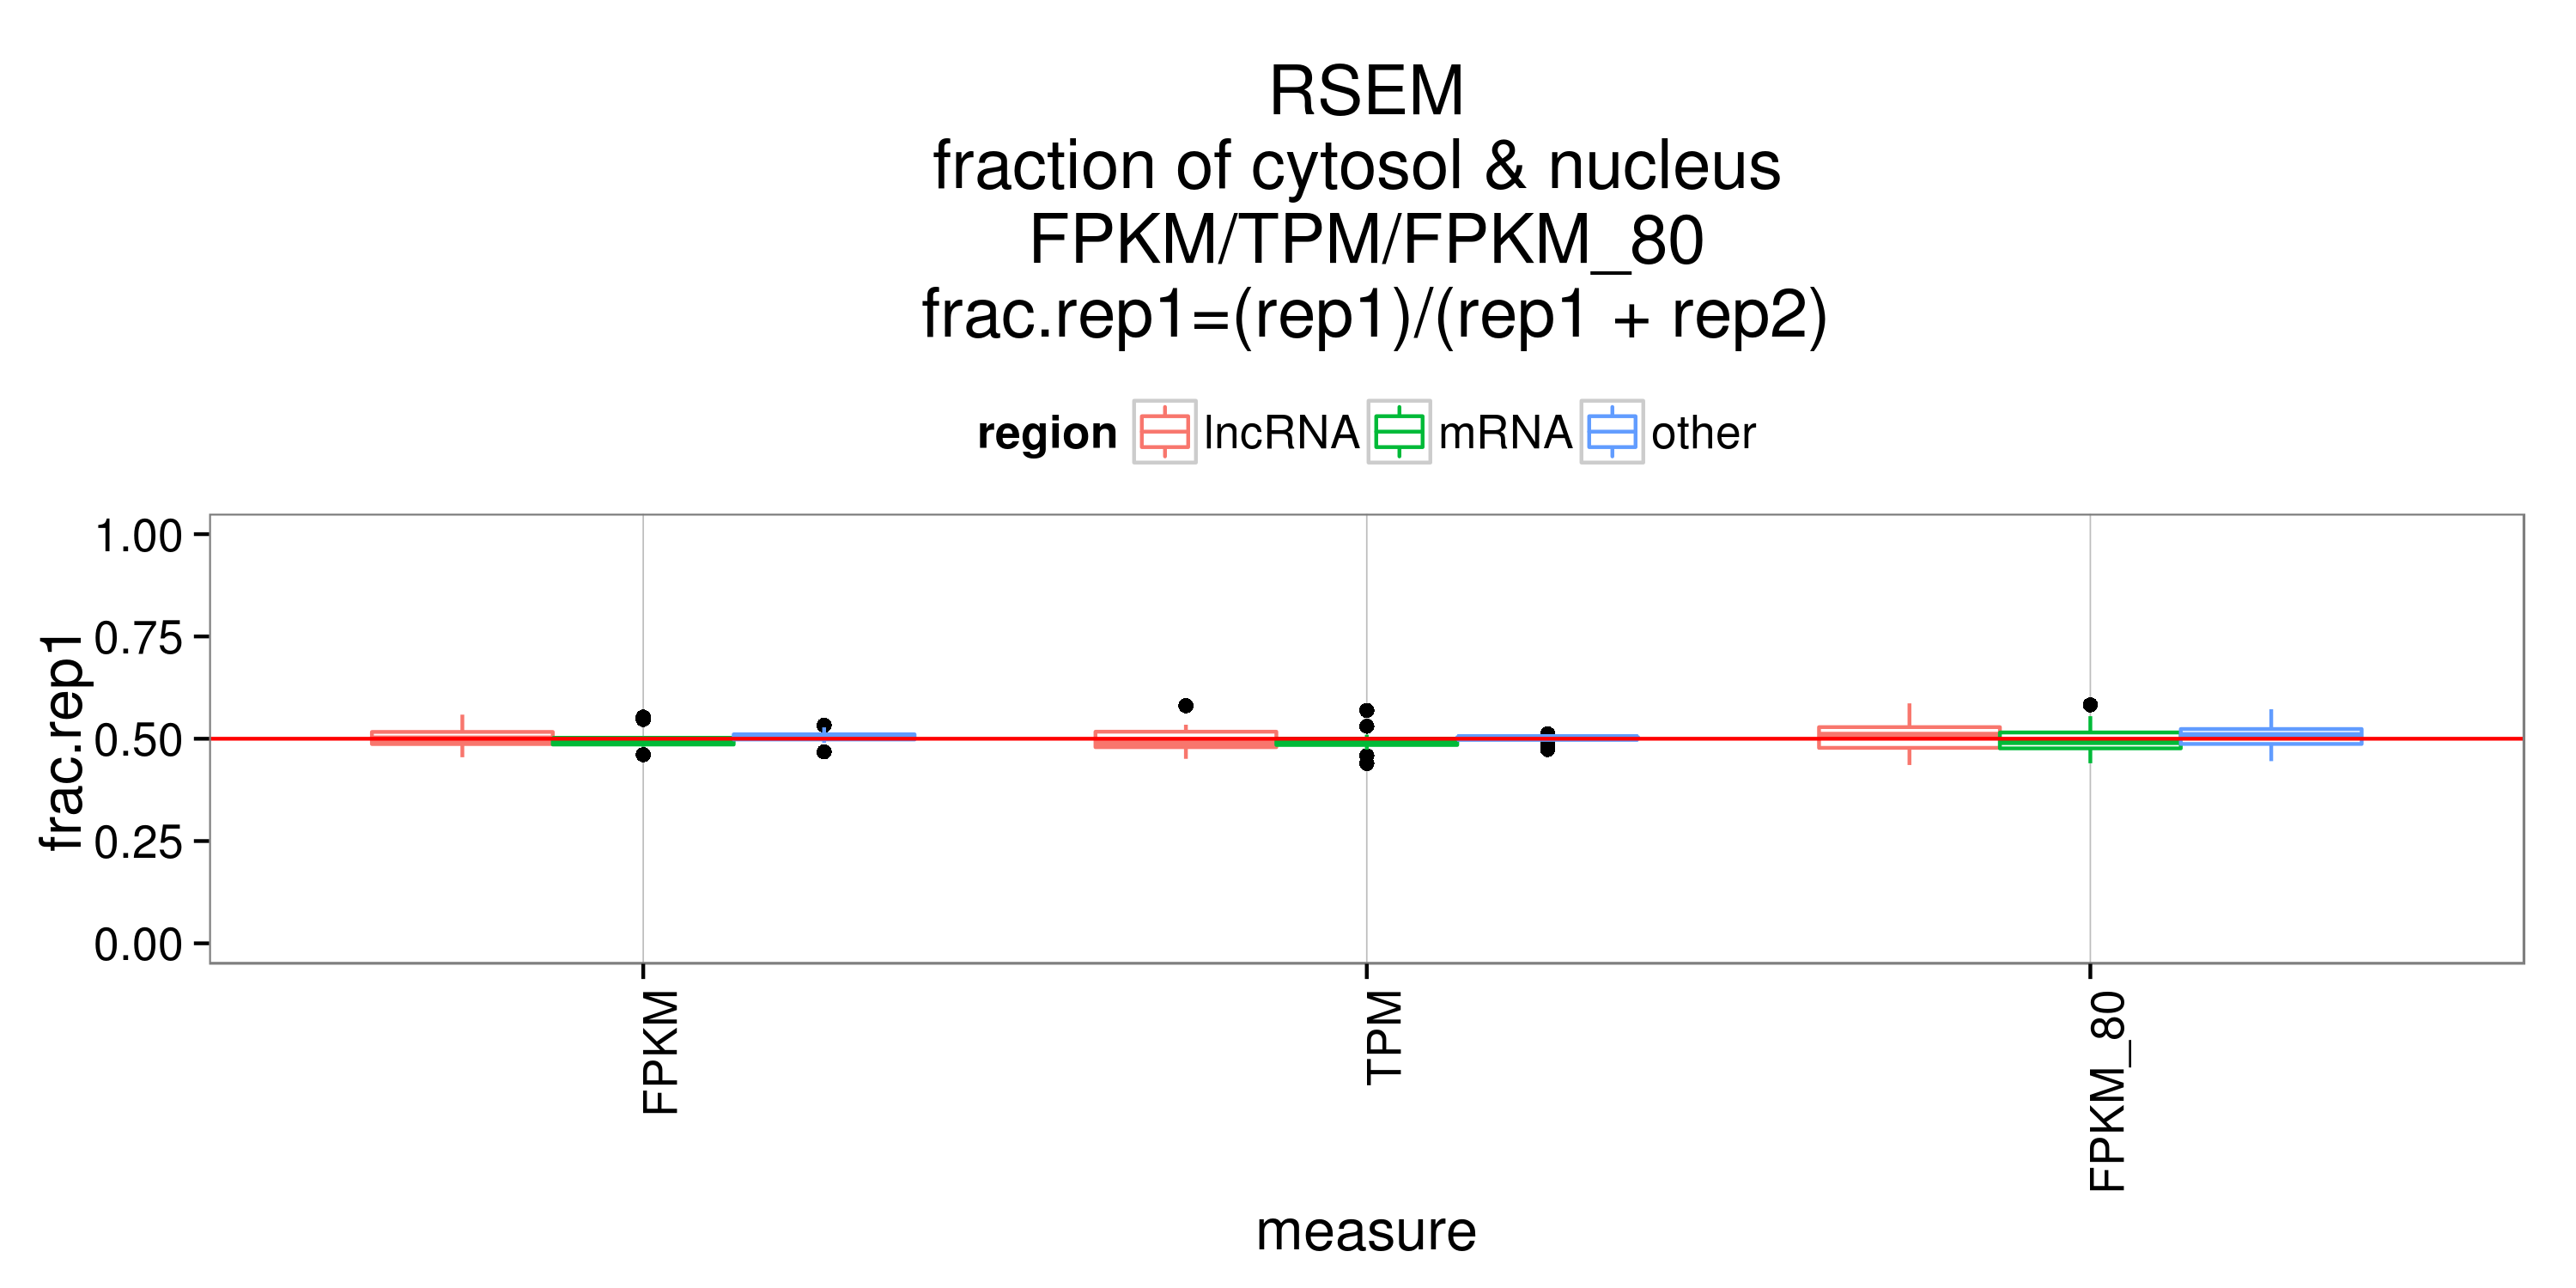 RSEM
fraction of cytosol & nucleus
FPKM/TPM/FPKM_80
frac.rep1=(rep1)/(rep1 + rep2)
region lncRNA mRNA other
frac.rep1
1.00
0.75
0.50
0.25
0.00
FPKM
TPM
FPKM_80
measure